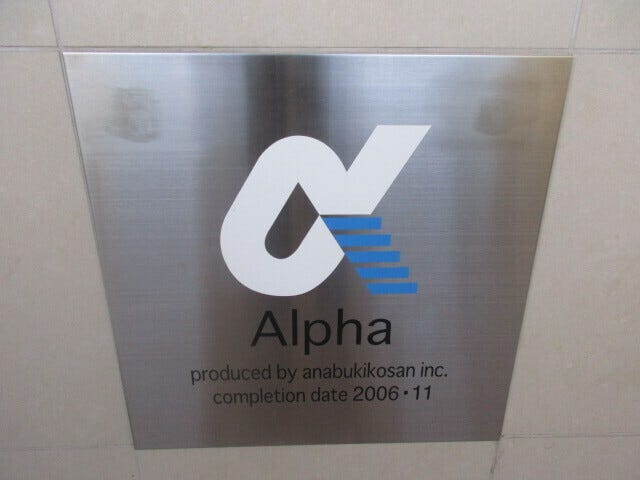 Alpha
produced by anabukikosan inc.
completion date 2006・11